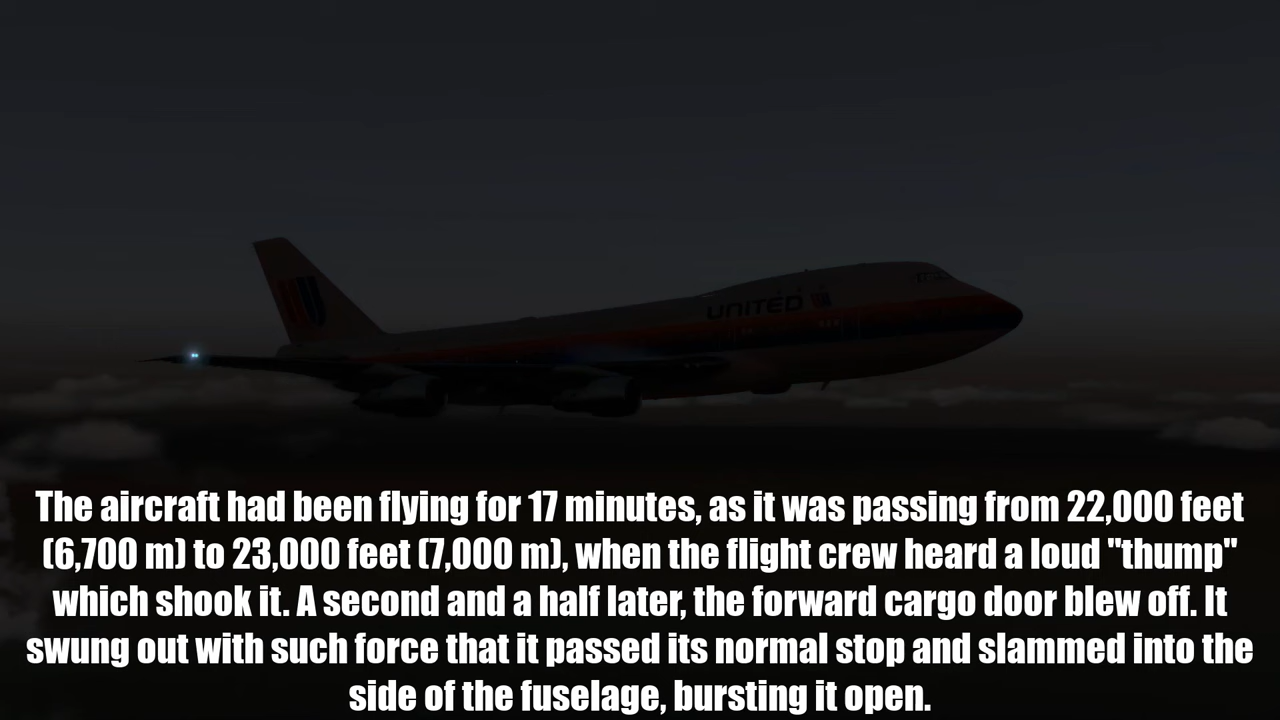 UNITED
The aircraft had been flying for 17 minutes, as it was passing from 22,000 feet
(6,700 m) to 23,000 feet (7,000 m), when the flight crew heard a loud "thump"
which shook it. A second and a half later, the forward cargo door blew off. It
swung out with such force that it passed its normal stop and slammed into the
side of the fuselage, bursting it open.